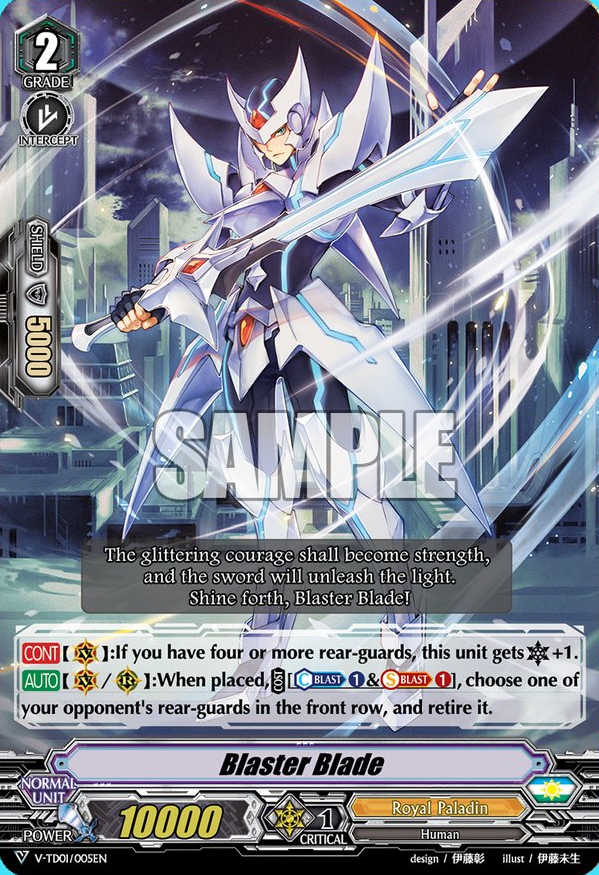 2
GRADE
INTERCEPT
SHIELD
5000
SAMPLE
The glittering courage shall become strength,
and the sword will unleash the light.
Shine forth, Blaster Blade!
CONT【V】:If you have four or more rear-guards, this unit gets +1.
AUTO【V/R】:When placed, COST [C BLAST 1 & S BLAST 1], choose one of
your opponent's rear-guards in the front row, and retire it.
Blaster Blade
NORMAL
UNIT
POWER 10000
1
CRITICAL
Royal Paladin
Human
V-TD01/005EN
design / 伊藤彰 illust / 伊藤未生